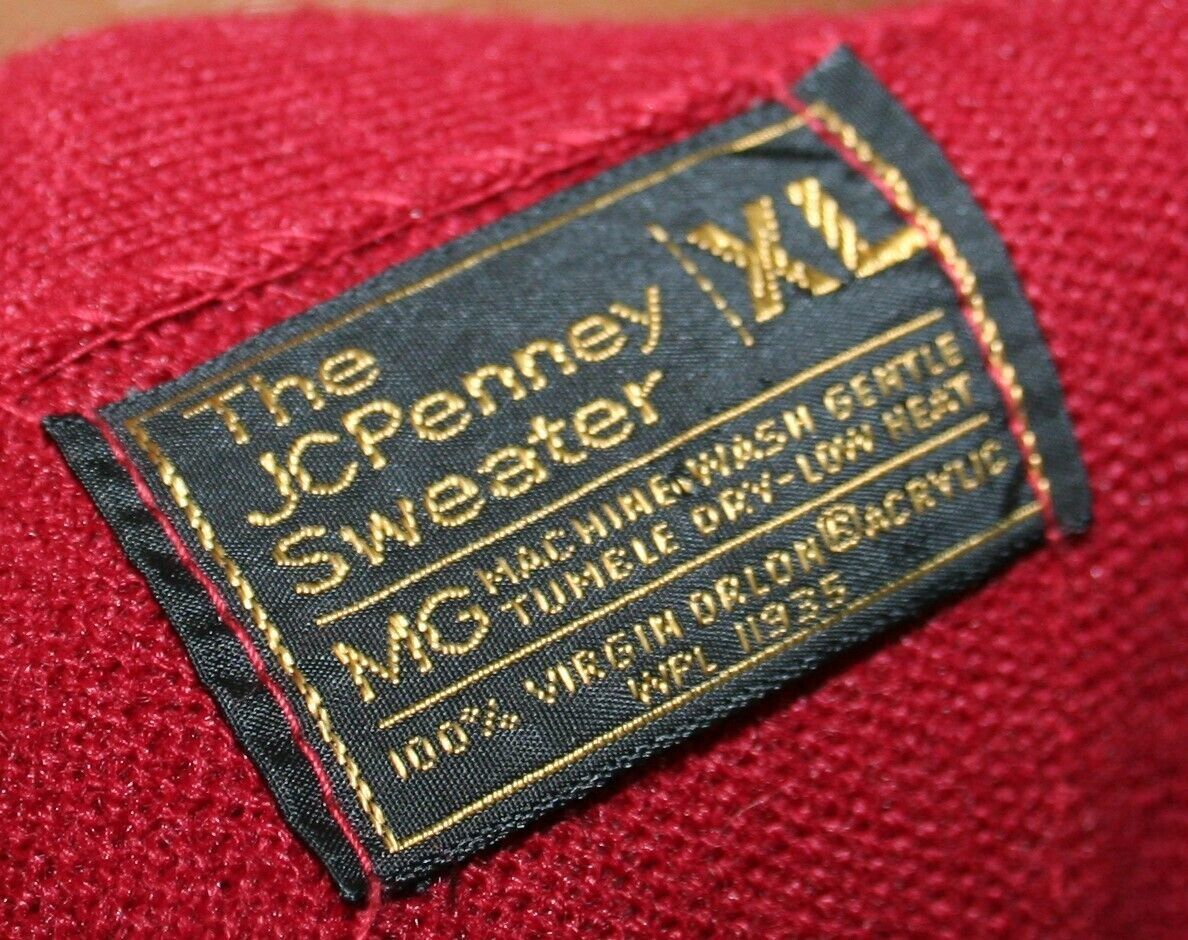 The
JCPenney
Sweater
XL
MG MACHINE WASH GENTLE
TUMBLE DRY-LOW HEAT
100% VIRGIN ORLON® ACRYLIC
WPL 11935